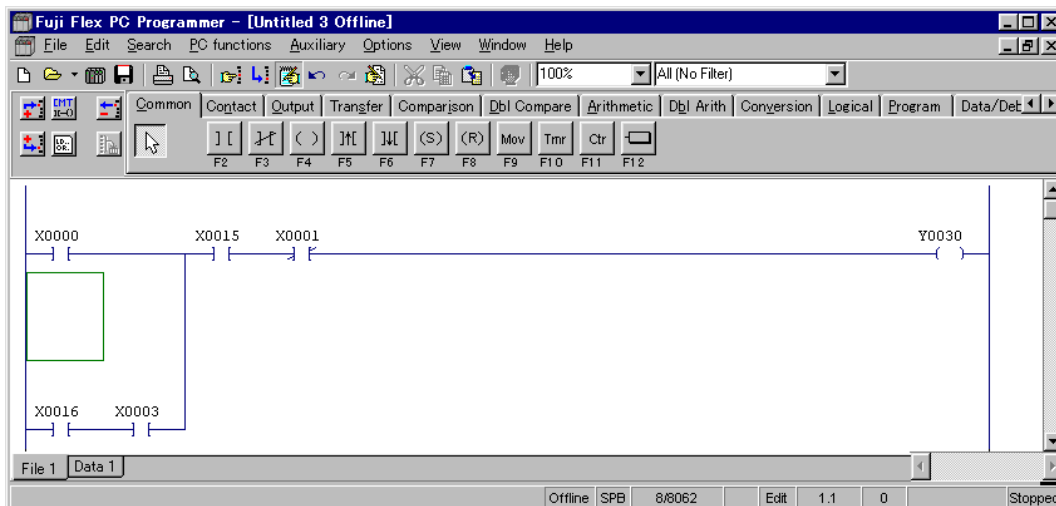 Fuji Flex PC Programmer - [Untitled 3 Offline]
File Edit Search PC functions Auxiliary Options View Window Help
100% All (No Filter)
Common Contact Output Transfer Comparison Dbl Compare Arithmetic Dbl Arith Conversion Logical Program Data/Det
(S) (R) Mov Tmr Ctr
F2 F3 F4 F5 F6 F7 F8 F9 F10 F11 F12
X0000 X0015 X0001 Y0030
X0016 X0003
File 1 Data 1
Offline SPB 8/8062 Edit 1.1 0 Stopped